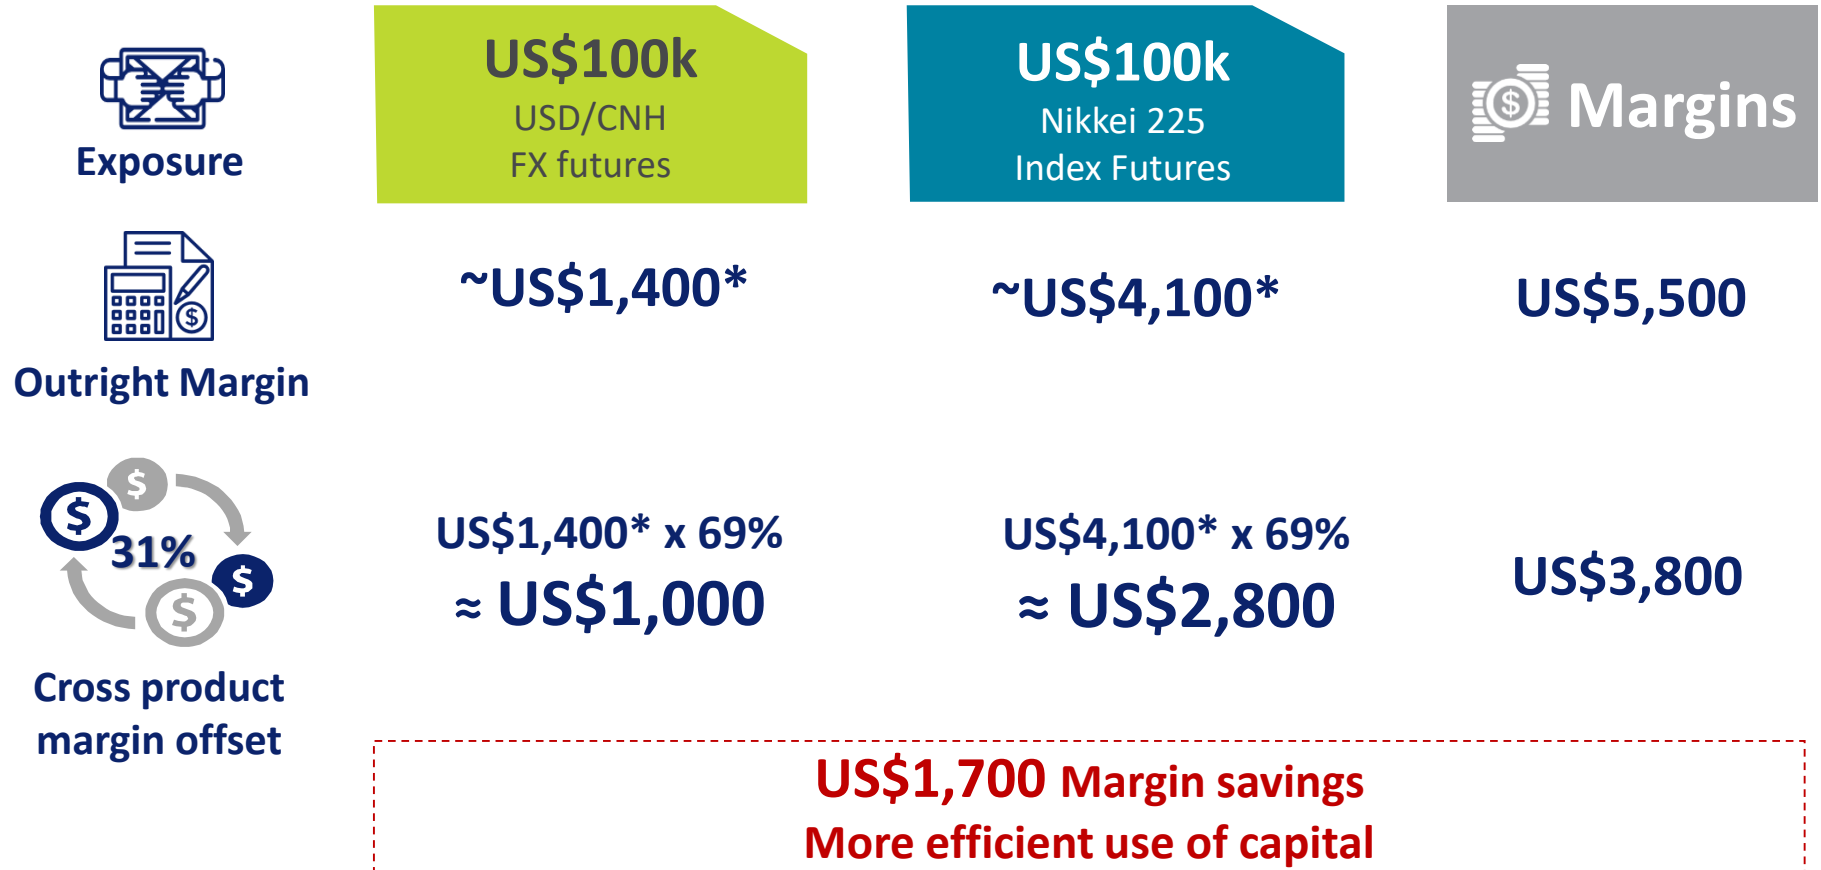 Exposure
US$100k
USD/CNH
FX futures
US$100k
Nikkei 225
Index Futures
$ Margins
Outright Margin
$
~US$1,400*
~US$4,100*
US$5,500
$
$
31%
$
$
Cross product
margin offset
US$1,400* x 69%
≈ US$1,000
US$4,100* x 69%
≈ US$2,800
US$3,800
US$1,700 Margin savings
More efficient use of capital